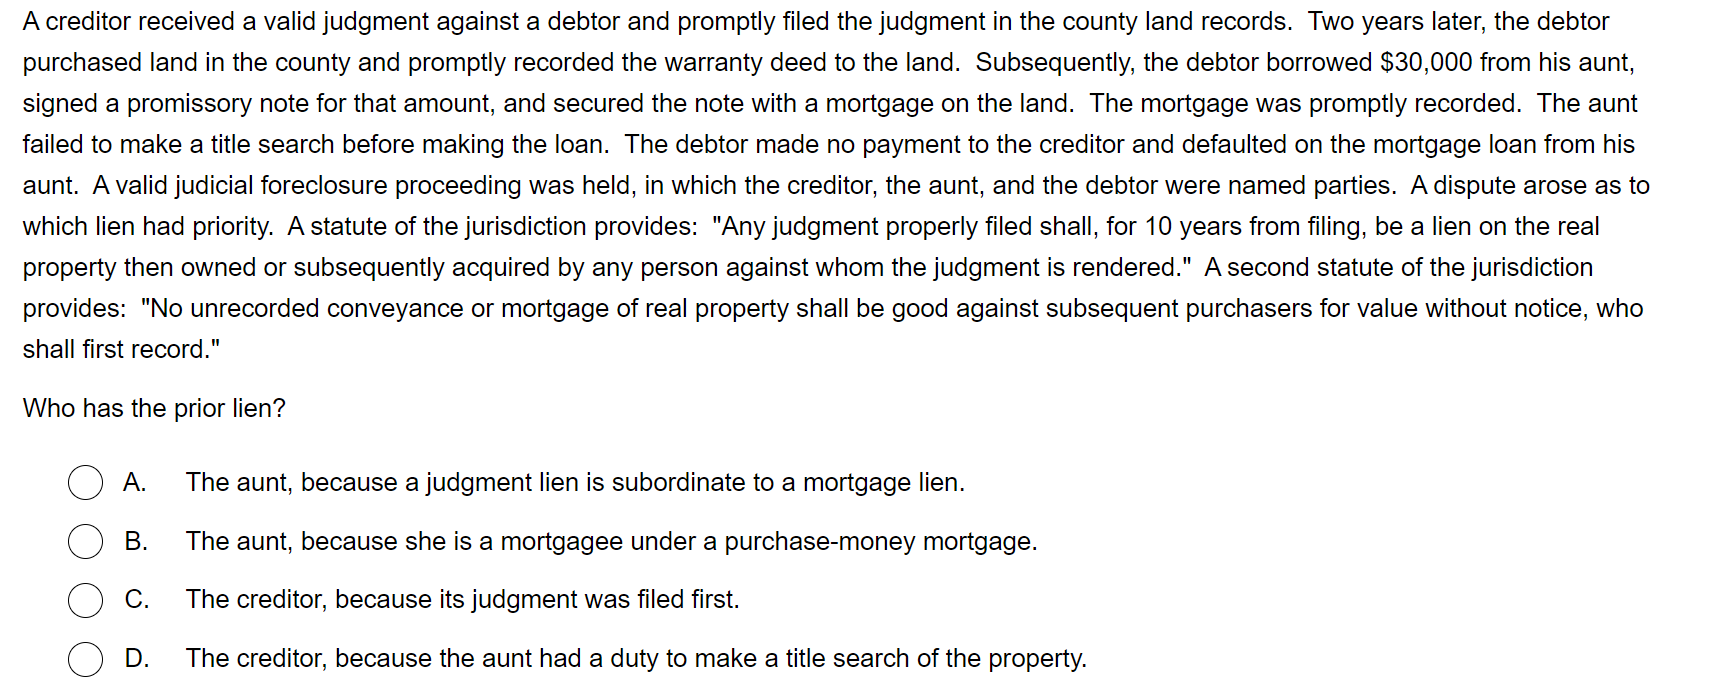 A creditor received a valid judgment against a debtor and promptly filed the judgment in the county land records.  Two years later, the debtor
purchased land in the county and promptly recorded the warranty deed to the land.  Subsequently, the debtor borrowed $30,000 from his aunt,
signed a promissory note for that amount, and secured the note with a mortgage on the land.  The mortgage was promptly recorded.  The aunt
failed to make a title search before making the loan.  The debtor made no payment to the creditor and defaulted on the mortgage loan from his
aunt.  A valid judicial foreclosure proceeding was held, in which the creditor, the aunt, and the debtor were named parties.  A dispute arose as to
which lien had priority.  A statute of the jurisdiction provides:  "Any judgment properly filed shall, for 10 years from filing, be a lien on the real
property then owned or subsequently acquired by any person against whom the judgment is rendered."  A second statute of the jurisdiction
provides:  "No unrecorded conveyance or mortgage of real property shall be good against subsequent purchasers for value without notice, who
shall first record."
Who has the prior lien?
A. The aunt, because a judgment lien is subordinate to a mortgage lien.
B. The aunt, because she is a mortgagee under a purchase-money mortgage.
C. The creditor, because its judgment was filed first.
D. The creditor, because the aunt had a duty to make a title search of the property.